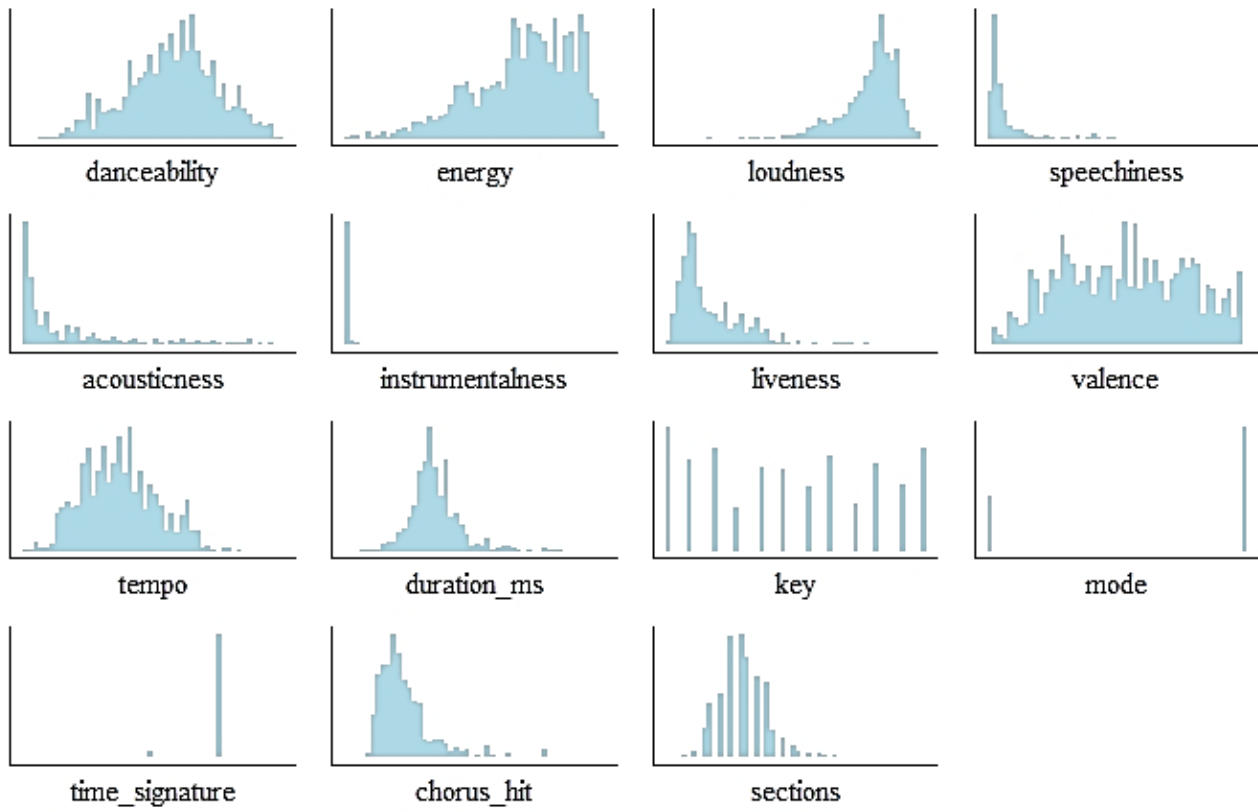 danceability
energy
loudness
speechiness
acousticness
instrumentalness
liveness
valence
tempo
duration_ms
key
mode
time_signature
chorus_hit
sections